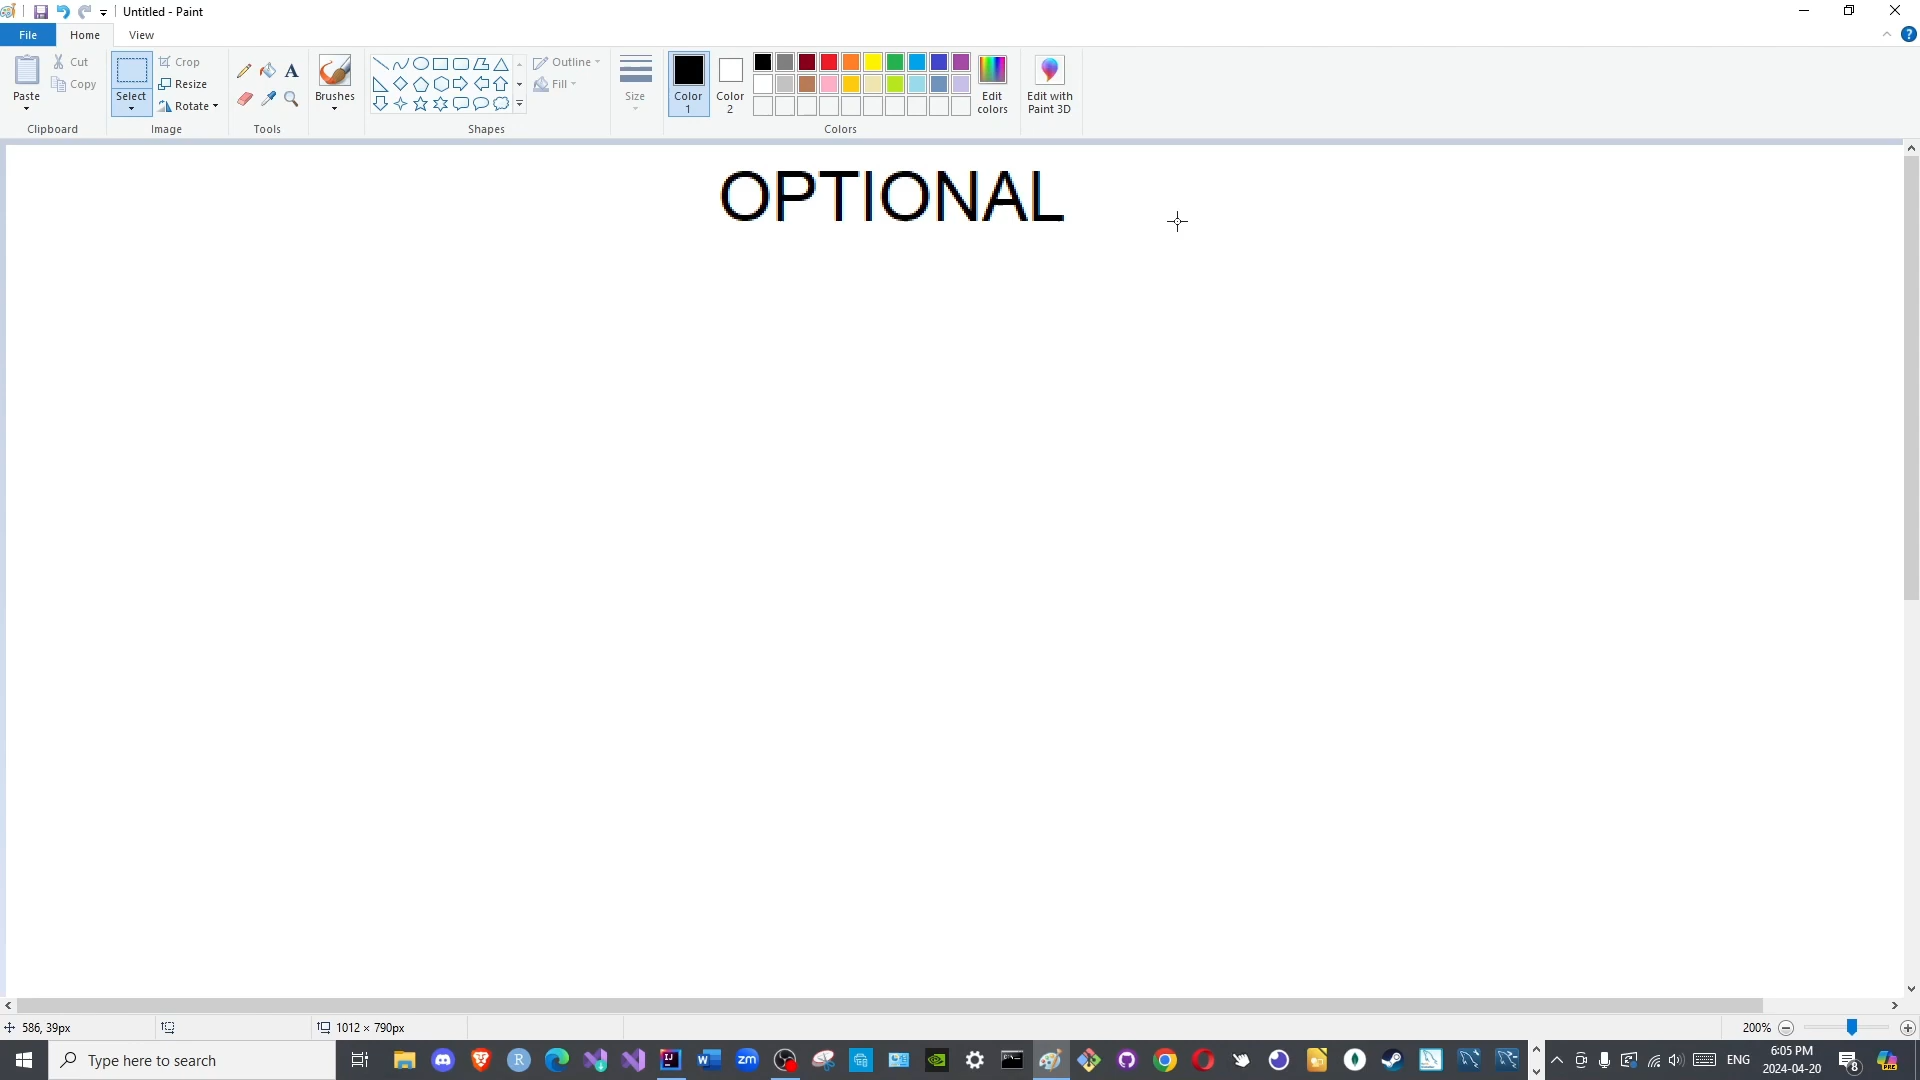 Untitled - Paint
File Home View
Paste
Cut
Copy
Clipboard
Select
Crop
Resize
Rotate
Image
Tools
Brushes
Shapes
Outline
Fill
Size
Color 1
Color 2
Edit colors
Colors
Edit with Paint 3D
OPTIONAL
586, 39px
1012 × 790px
200%
Type here to search
ENG
6:05 PM
2024-04-20
8